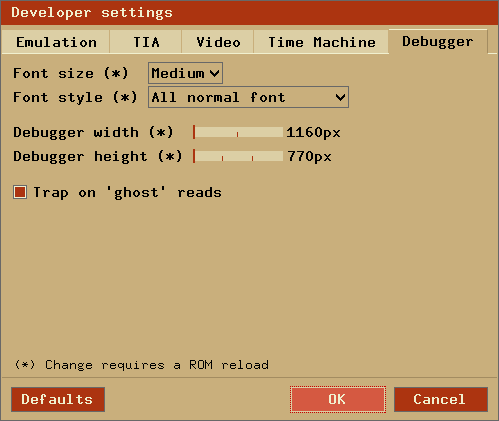 Developer settings
Emulation TIA Video Time Machine Debugger
Font size (*) Medium
Font style (*) All normal font
Debugger width (*) 1160px
Debugger height (*) 770px
Trap on 'ghost' reads
(*) Change requires a ROM reload
Defaults OK Cancel